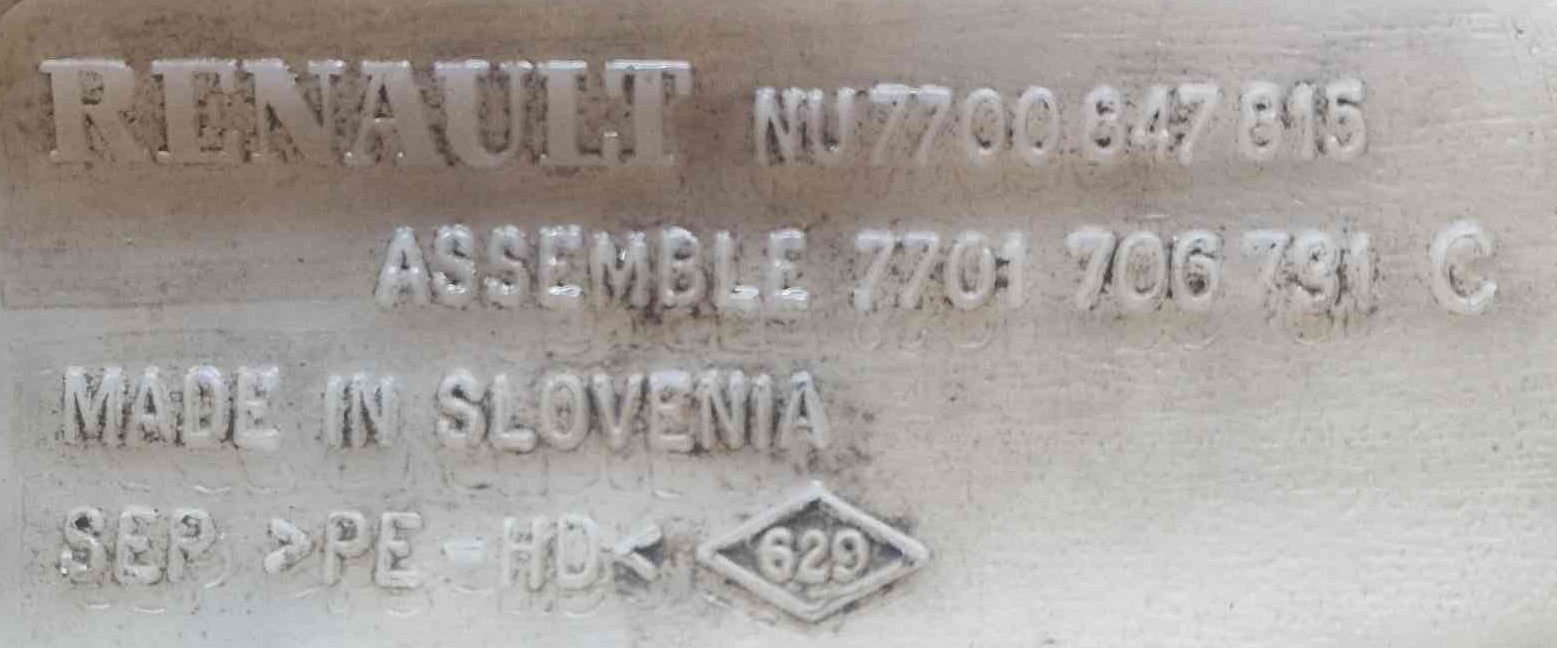 RENAULT NU 7700 847 815
ASSEMBLE 7701 706 791 C
MADE IN SLOVENIA
SEP >PE-HD< 629